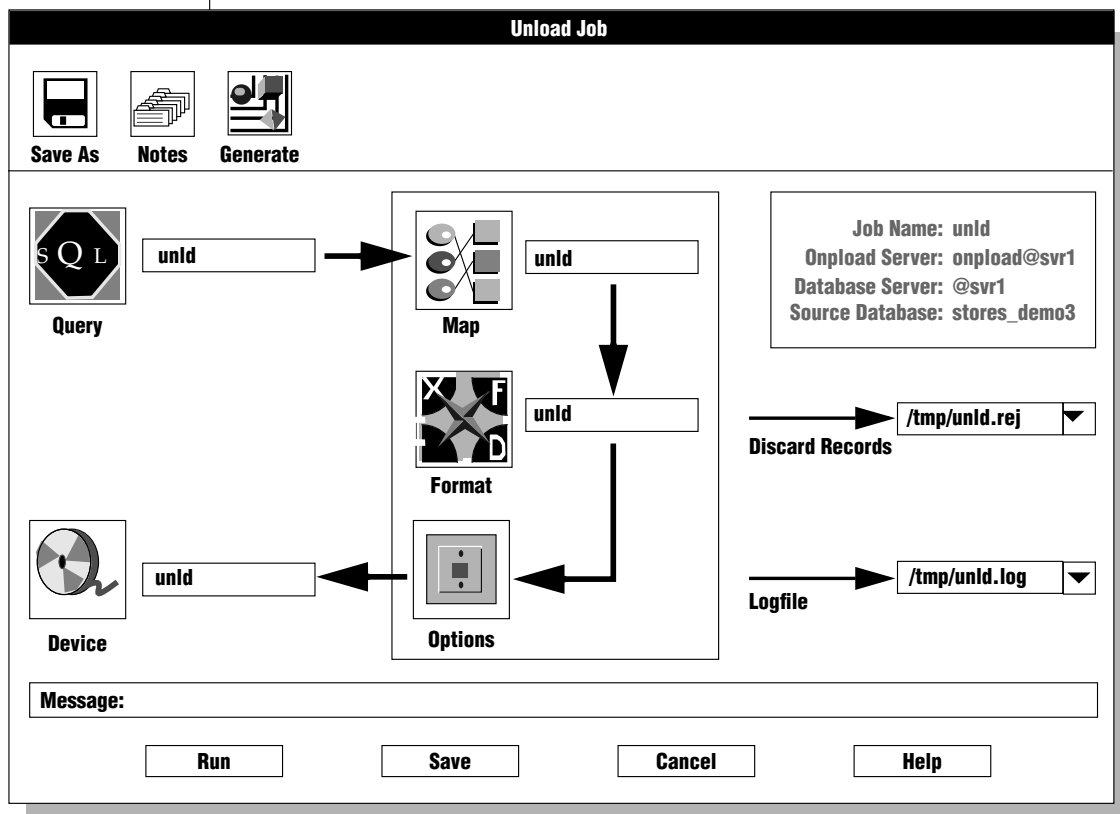 Unload Job
Save As
Notes
Generate
SQL
unld
Query
unld
Map
Job Name: unld
Onpload Server: onpload@svr1
Database Server: @svr1
Source Database: stores_demo3
X F
D
unld
Format
/tmp/unld.rej
Discard Records
unld
Device
Options
/tmp/unld.log
Logfile
Message:
Run
Save
Cancel
Help